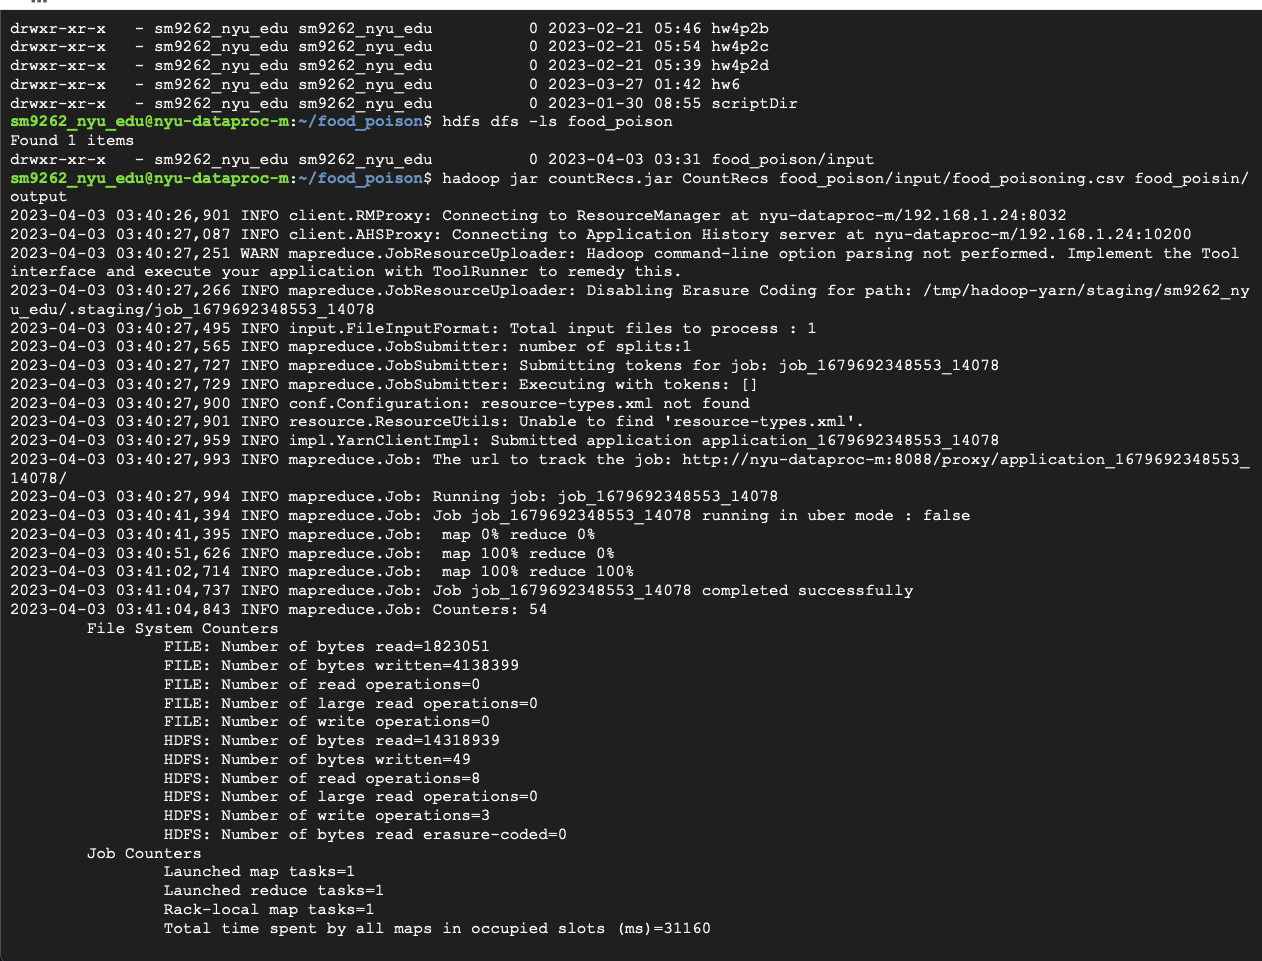 drwxr-xr-x   - sm9262_nyu_edu sm9262_nyu_edu          0 2023-02-21 05:46 hw4p2b
drwxr-xr-x   - sm9262_nyu_edu sm9262_nyu_edu          0 2023-02-21 05:54 hw4p2c
drwxr-xr-x   - sm9262_nyu_edu sm9262_nyu_edu          0 2023-02-21 05:39 hw4p2d
drwxr-xr-x   - sm9262_nyu_edu sm9262_nyu_edu          0 2023-03-27 01:42 hw6
drwxr-xr-x   - sm9262_nyu_edu sm9262_nyu_edu          0 2023-01-30 08:55 scriptDir
sm9262_nyu_edu@nyu-dataproc-m:~/food_poison$ hdfs dfs -ls food_poison
Found 1 items
drwxr-xr-x   - sm9262_nyu_edu sm9262_nyu_edu          0 2023-04-03 03:31 food_poison/input
sm9262_nyu_edu@nyu-dataproc-m:~/food_poison$ hadoop jar countRecs.jar CountRecs food_poison/input/food_poisoning.csv food_poisin/
output
2023-04-03 03:40:26,901 INFO client.RMProxy: Connecting to ResourceManager at nyu-dataproc-m/192.168.1.24:8032
2023-04-03 03:40:27,087 INFO client.AHSProxy: Connecting to Application History server at nyu-dataproc-m/192.168.1.24:10200
2023-04-03 03:40:27,251 WARN mapreduce.JobResourceUploader: Hadoop command-line option parsing not performed. Implement the Tool
interface and execute your application with ToolRunner to remedy this.
2023-04-03 03:40:27,266 INFO mapreduce.JobResourceUploader: Disabling Erasure Coding for path: /tmp/hadoop-yarn/staging/sm9262_ny
u_edu/.staging/job_1679692348553_14078
2023-04-03 03:40:27,495 INFO input.FileInputFormat: Total input files to process : 1
2023-04-03 03:40:27,565 INFO mapreduce.JobSubmitter: number of splits:1
2023-04-03 03:40:27,727 INFO mapreduce.JobSubmitter: Submitting tokens for job: job_1679692348553_14078
2023-04-03 03:40:27,729 INFO mapreduce.JobSubmitter: Executing with tokens: []
2023-04-03 03:40:27,900 INFO conf.Configuration: resource-types.xml not found
2023-04-03 03:40:27,901 INFO resource.ResourceUtils: Unable to find 'resource-types.xml'.
2023-04-03 03:40:27,959 INFO impl.YarnClientImpl: Submitted application application_1679692348553_14078
2023-04-03 03:40:27,993 INFO mapreduce.Job: The url to track the job: http://nyu-dataproc-m:8088/proxy/application_1679692348553_
14078/
2023-04-03 03:40:27,994 INFO mapreduce.Job: Running job: job_1679692348553_14078
2023-04-03 03:40:41,394 INFO mapreduce.Job: Job job_1679692348553_14078 running in uber mode : false
2023-04-03 03:40:41,395 INFO mapreduce.Job:  map 0% reduce 0%
2023-04-03 03:40:51,626 INFO mapreduce.Job:  map 100% reduce 0%
2023-04-03 03:41:02,714 INFO mapreduce.Job:  map 100% reduce 100%
2023-04-03 03:41:04,737 INFO mapreduce.Job: Job job_1679692348553_14078 completed successfully
2023-04-03 03:41:04,843 INFO mapreduce.Job: Counters: 54
        File System Counters
                FILE: Number of bytes read=1823051
                FILE: Number of bytes written=4138399
                FILE: Number of read operations=0
                FILE: Number of large read operations=0
                FILE: Number of write operations=0
                HDFS: Number of bytes read=14318939
                HDFS: Number of bytes written=49
                HDFS: Number of read operations=8
                HDFS: Number of large read operations=0
                HDFS: Number of write operations=3
                HDFS: Number of bytes read erasure-coded=0
        Job Counters
                Launched map tasks=1
                Launched reduce tasks=1
                Rack-local map tasks=1
                Total time spent by all maps in occupied slots (ms)=31160